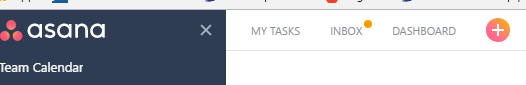 asana
MY TASKS
INBOX
DASHBOARD
Team Calendar